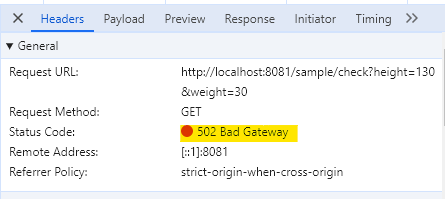 Headers Payload Preview Response Initiator Timing
General
Request URL: http://localhost:8081/sample/check?height=130
&weight=30
Request Method: GET
Status Code: 502 Bad Gateway
Remote Address: [::1]:8081
Referrer Policy: strict-origin-when-cross-origin